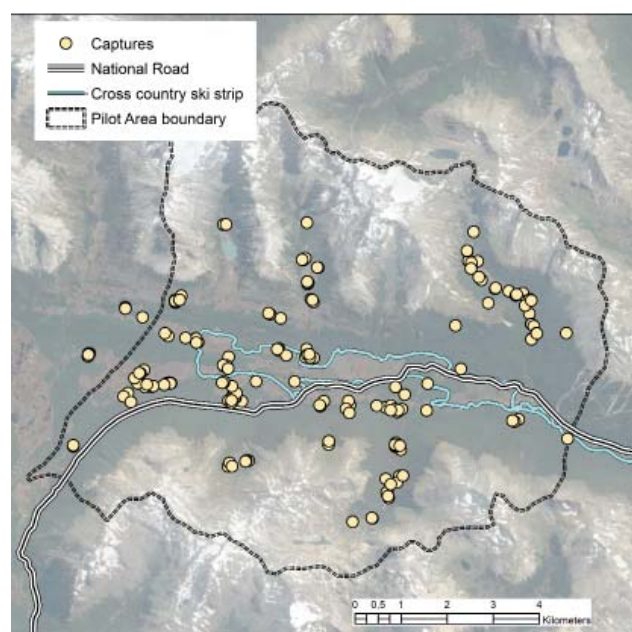 Captures
National Road
Cross country ski strip
Pilot Area boundary
0 0,5 1 2 3 4
Kilometers